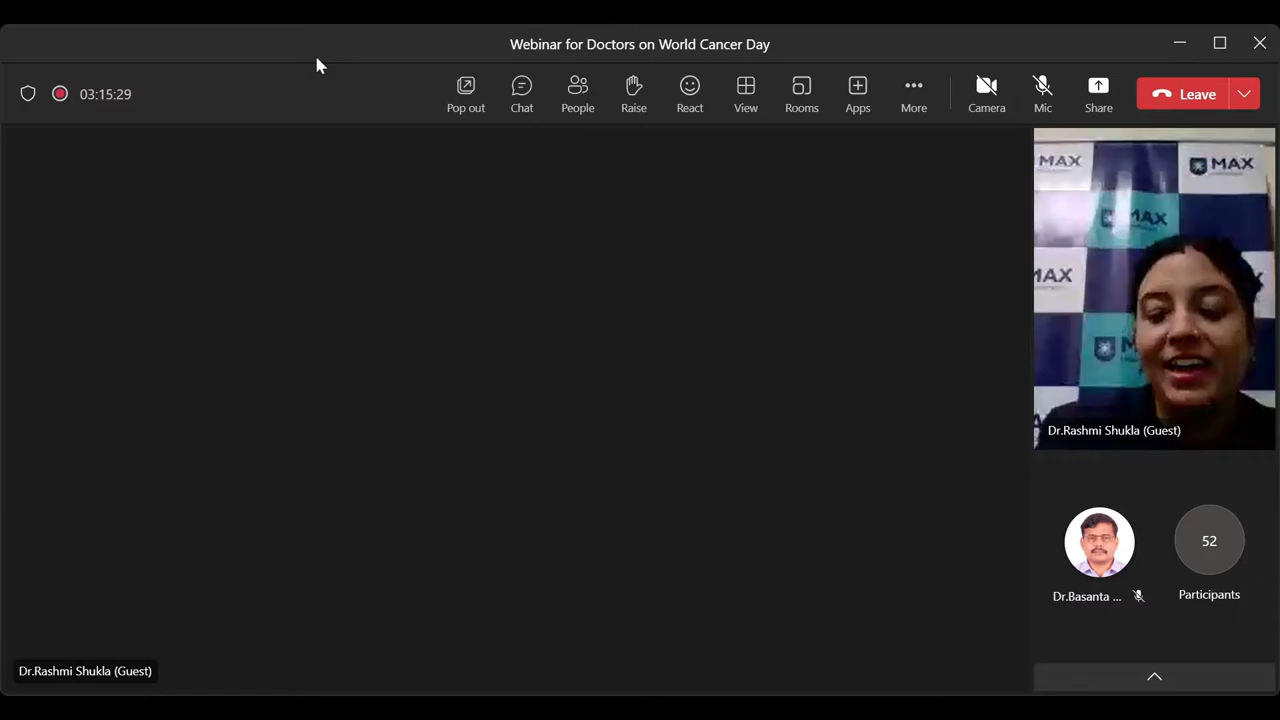 Webinar for Doctors on World Cancer Day
03:15:29
Pop out
Chat
People
Raise
React
View
Rooms
Apps
More
Camera
Mic
Share
Leave
MAX
MAX
MAX
MAX
Dr.Rashmi Shukla (Guest)
Dr.Basanta ...
52
Participants
Dr.Rashmi Shukla (Guest)